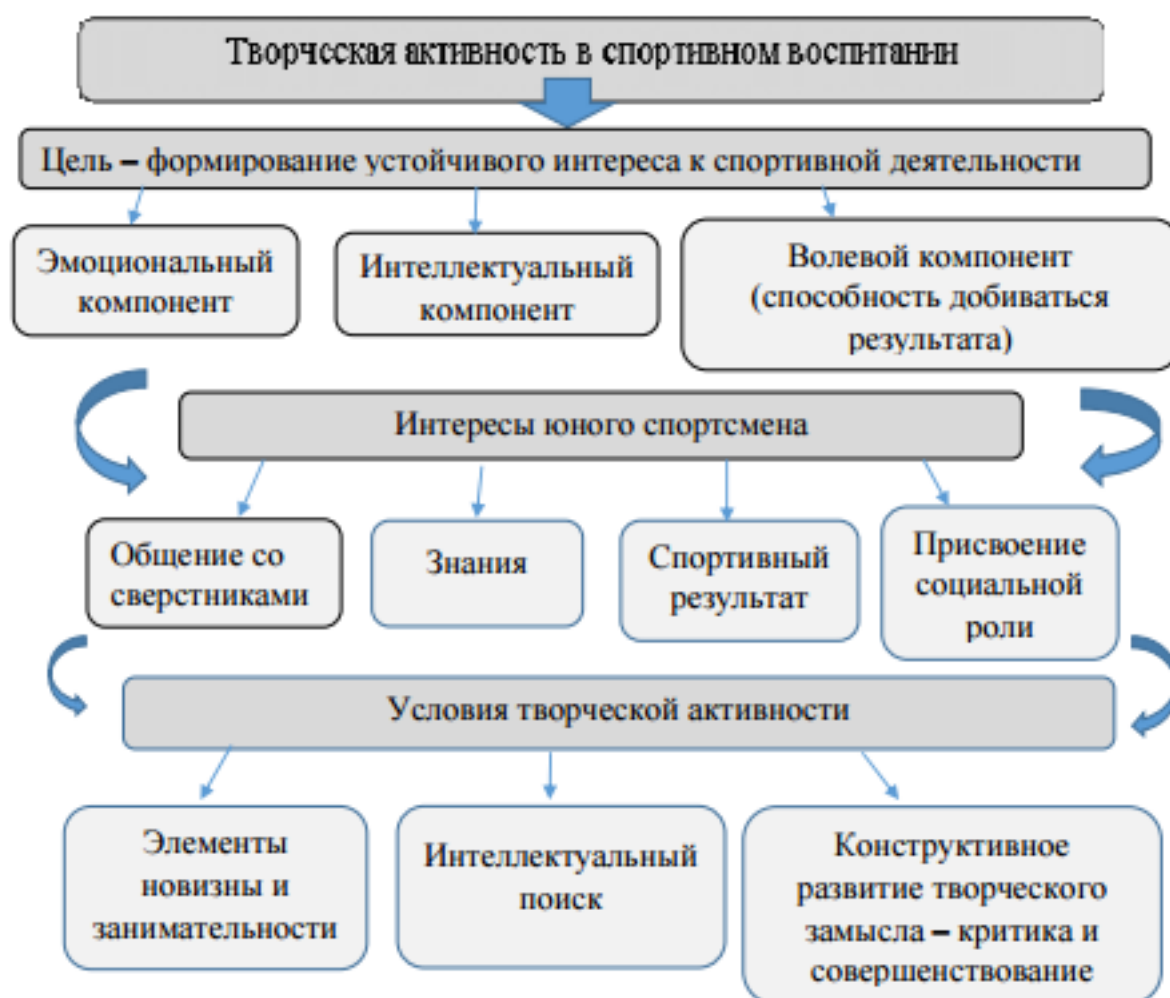 Творсская активность в спортивном воспитании
Цель – формирование устойчивого интереса к спортивной деятельности
Эмоциональный
компонент
Интеллектуальный
компонент
Волевой компонент
(способность добиваться
результата)
Интересы юного спортсмена
Общение со
сверстниками
Знания
Спортивный
результат
Присвоение
социальной
роли
Условия творческой активности
Элементы
новизны и
занимательности
Интеллектуальный
поиск
Конструктивное
развитие творческого
замысла – критика и
совершенствование